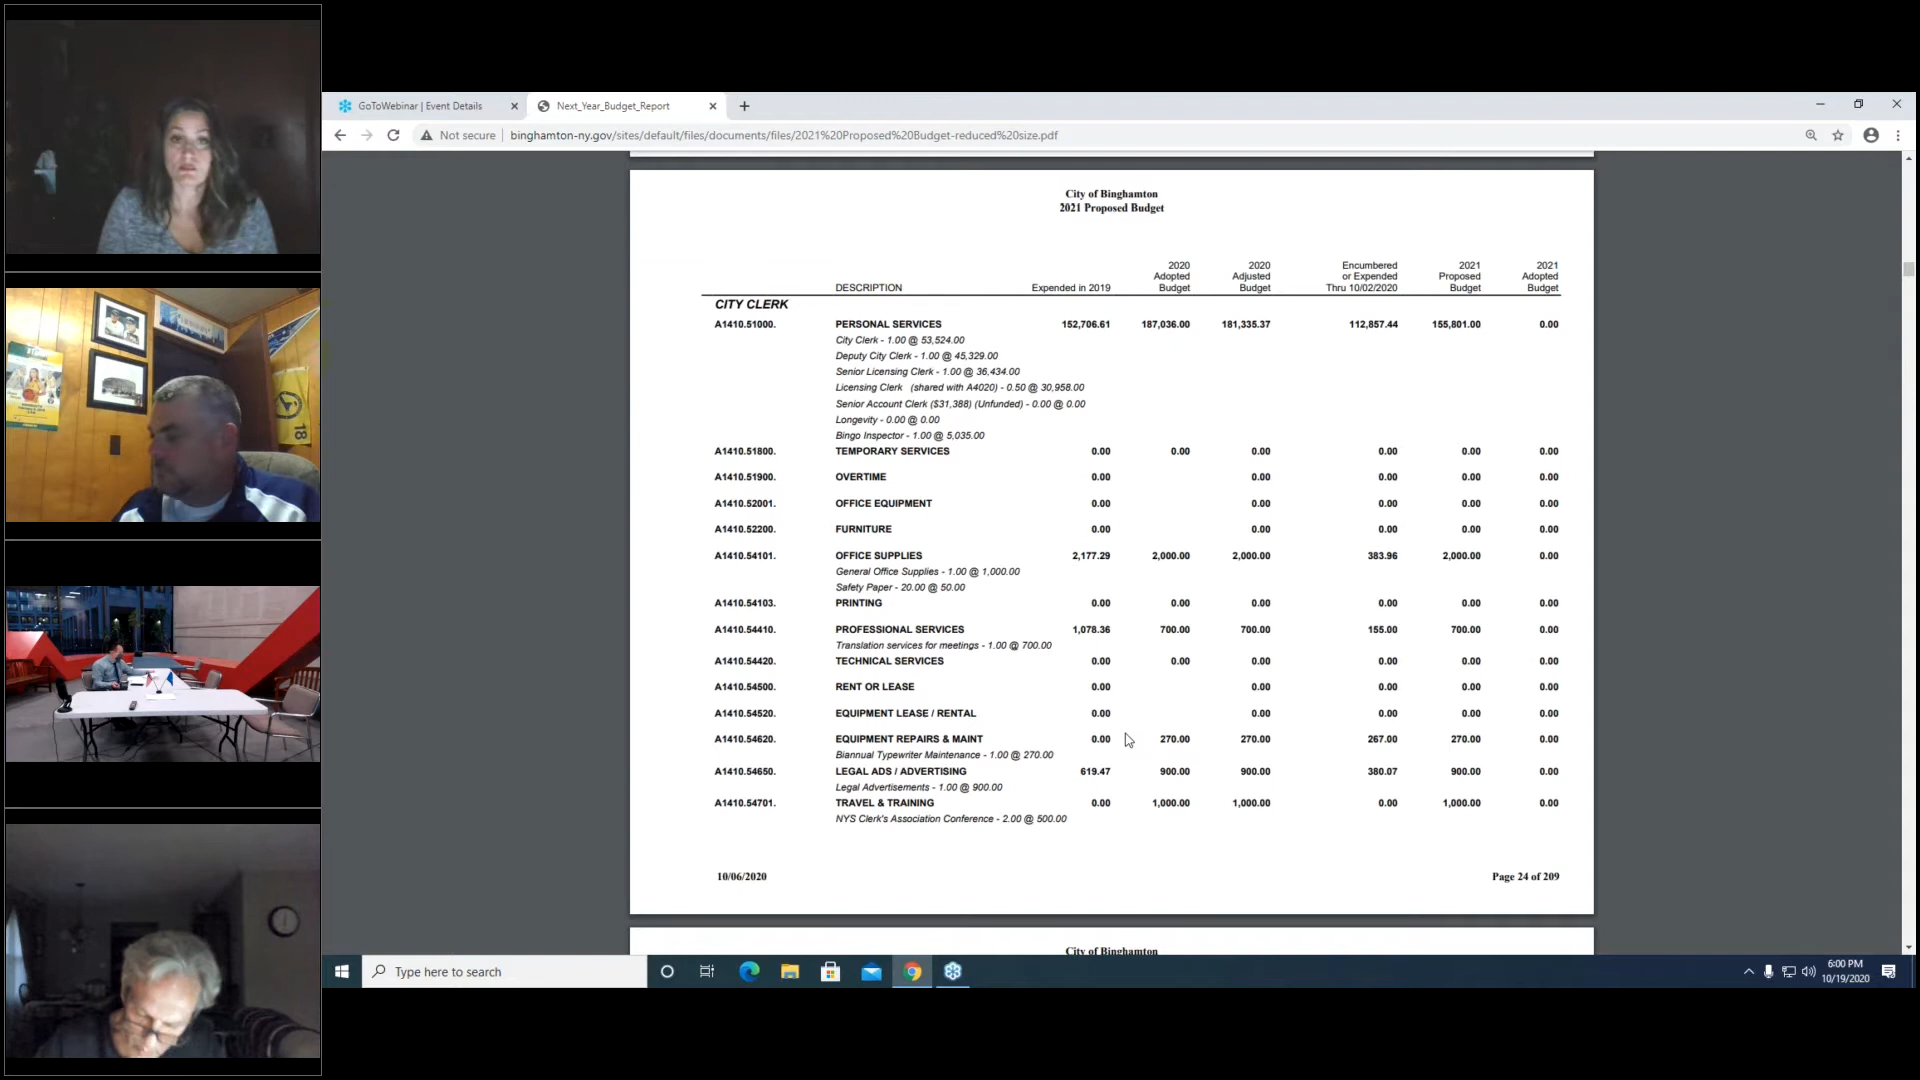 GoToWebinar | Event Details
Next_Year_Budget_Report
Not secure | binghamton-ny.gov/sites/default/files/documents/files/2021%20Proposed%20Budget-reduced%20size.pdf
City of Binghamton
2021 Proposed Budget
DESCRIPTION Expended in 2019 2020 Adopted Budget 2020 Adjusted Budget Encumbered or Expended Thru 10/02/2020 2021 Proposed Budget 2021 Adopted Budget
CITY CLERK
A1410.51000. PERSONAL SERVICES 152,706.61 187,036.00 181,335.37 112,857.44 155,801.00 0.00
City Clerk - 1.00 @ 53,524.00
Deputy City Clerk - 1.00 @ 45,329.00
Senior Licensing Clerk - 1.00 @ 36,434.00
Licensing Clerk (shared with A4020) - 0.50 @ 30,958.00
Senior Account Clerk ($31,388) (Unfunded) - 0.00 @ 0.00
Longevity - 0.00 @ 0.00
Bingo Inspector - 1.00 @ 5,035.00
A1410.51800. TEMPORARY SERVICES 0.00 0.00 0.00 0.00 0.00 0.00
A1410.51900. OVERTIME 0.00 0.00 0.00 0.00 0.00
A1410.52001. OFFICE EQUIPMENT 0.00 0.00 0.00 0.00 0.00
A1410.52200. FURNITURE 0.00 0.00 0.00 0.00 0.00
A1410.54101. OFFICE SUPPLIES 2,177.29 2,000.00 2,000.00 383.96 2,000.00 0.00
General Office Supplies - 1.00 @ 1,000.00
Safety Paper - 20.00 @ 50.00
A1410.54103. PRINTING 0.00 0.00 0.00 0.00 0.00 0.00
A1410.54410. PROFESSIONAL SERVICES 1,078.36 700.00 700.00 155.00 700.00 0.00
Translation services for meetings - 1.00 @ 700.00
A1410.54420. TECHNICAL SERVICES 0.00 0.00 0.00 0.00 0.00 0.00
A1410.54500. RENT OR LEASE 0.00 0.00 0.00 0.00 0.00
A1410.54520. EQUIPMENT LEASE / RENTAL 0.00 0.00 0.00 0.00 0.00
A1410.54620. EQUIPMENT REPAIRS & MAINT 0.00 270.00 270.00 267.00 270.00 0.00
Biannual Typewriter Maintenance - 1.00 @ 270.00
A1410.54650. LEGAL ADS / ADVERTISING 619.47 900.00 900.00 380.07 900.00 0.00
Legal Advertisements - 1.00 @ 900.00
A1410.54701. TRAVEL & TRAINING 0.00 1,000.00 1,000.00 0.00 1,000.00 0.00
NYS Clerk's Association Conference - 2.00 @ 500.00
10/06/2020 Page 24 of 209
City of Binghamton
Type here to search
6:00 PM
10/19/2020
18